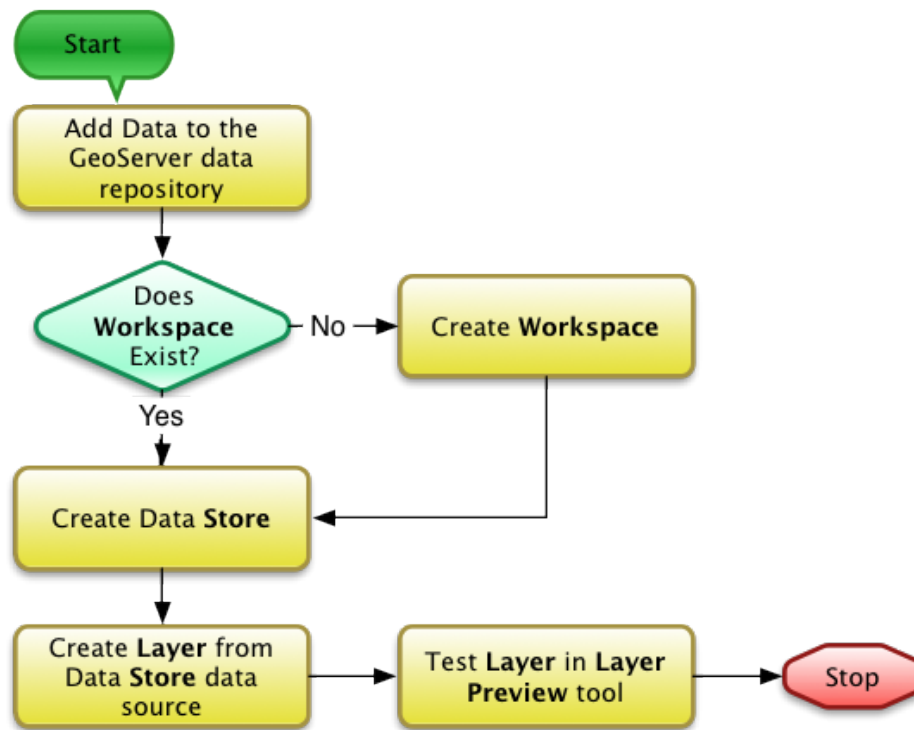 Start
Add Data to the
GeoServer data
repository
Does
Workspace
Exist?
No
Create Workspace
Yes
Create Data Store
Create Layer from
Data Store data
source
Test Layer in Layer
Preview tool
Stop